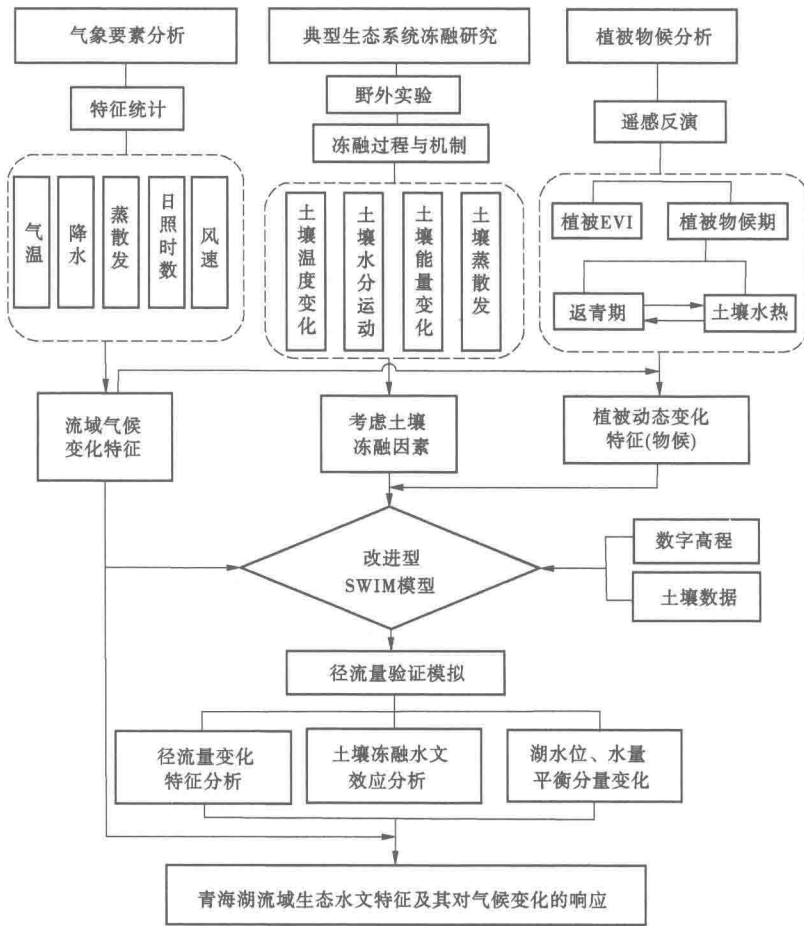 气象要素分析
典型生态系统冻融研究
植被物候分析
特征统计
野外实验
冻融过程与机制
遥感反演
气温
降水
蒸散发
日照时数
风速
土壤温度变化
土壤水分运动
土壤能量变化
土壤蒸散发
植被EVI
植被物候期
返青期
土壤水热
流域气候
变化特征
考虑土壤
冻融因素
植被动态变化
特征(物候)
改进型
SWIM模型
数字高程
土壤数据
径流量验证模拟
径流量变化
特征分析
土壤冻融水文
效应分析
湖水位、水量
平衡分量变化
青海湖流域生态水文特征及其对气候变化的响应